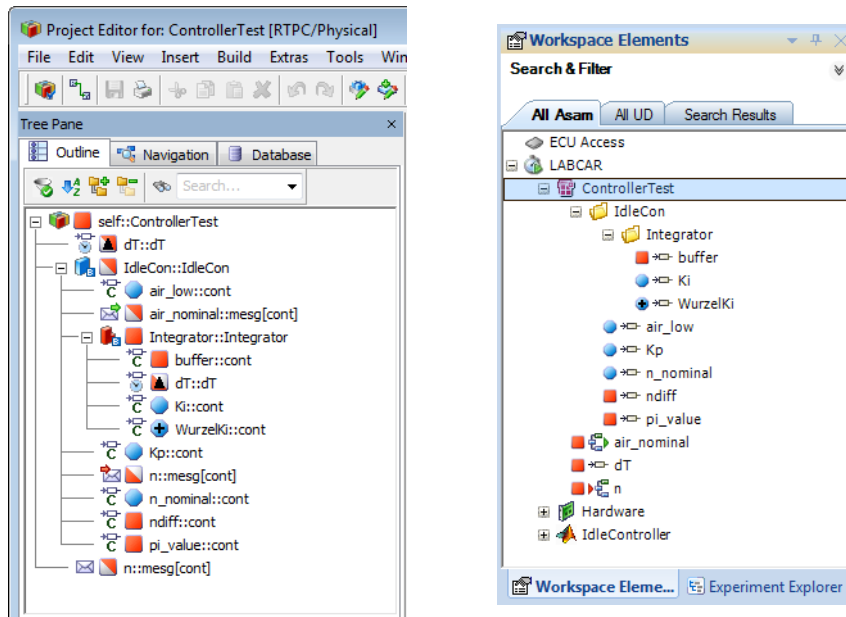 Project Editor for: ControllerTest [RTPC/Physical]
File Edit View Insert Build Extras Tools Win
Tree Pane
Outline Navigation Database
Search...
self::ControllerTest
dT::dT
IdleCon::IdleCon
air_low::cont
air_nominal::mesg[cont]
Integrator::Integrator
buffer::cont
dT::dT
Ki::cont
WurzelKi::cont
Kp::cont
n::mesg[cont]
n_nominal::cont
ndiff::cont
pi_value::cont
n::mesg[cont]
Workspace Elements
Search & Filter
All Asam All UD Search Results
ECU Access
LABCAR
ControllerTest
IdleCon
Integrator
buffer
Ki
WurzelKi
air_low
Kp
n_nominal
ndiff
pi_value
air_nominal
dT
n
Hardware
IdleController
Workspace Eleme... Experiment Explorer